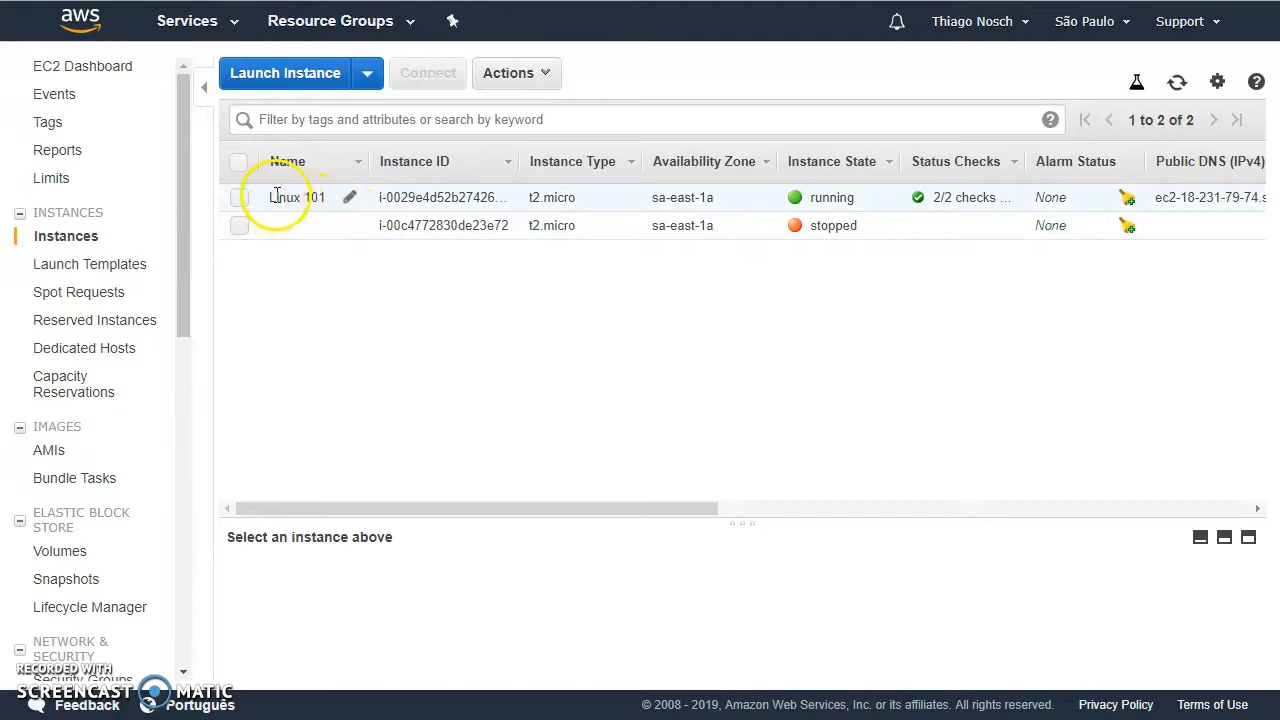 aws Services Resource Groups Thiago Nosch São Paulo Support
EC2 Dashboard
Events
Tags
Reports
Limits
INSTANCES
Instances
Launch Templates
Spot Requests
Reserved Instances
Dedicated Hosts
Capacity
Reservations
IMAGES
AMIs
Bundle Tasks
ELASTIC BLOCK
STORE
Volumes
Snapshots
Lifecycle Manager
NETWORK &
SECURITY
Security Groups
Launch Instance Connect Actions
Filter by tags and attributes or search by keyword 1 to 2 of 2
Name Instance ID Instance Type Availability Zone Instance State Status Checks Alarm Status Public DNS (IPv4)
Linux 101 i-0029e4d52b27426... t2.micro sa-east-1a running 2/2 checks ... None ec2-18-231-79-74.s
i-00c4772830de23e72 t2.micro sa-east-1a stopped None
Select an instance above
RECORDED WITH
SCREENCAST MATIC
Feedback Português © 2008 - 2019, Amazon Web Services, Inc. or its affiliates. All rights reserved. Privacy Policy Terms of Use